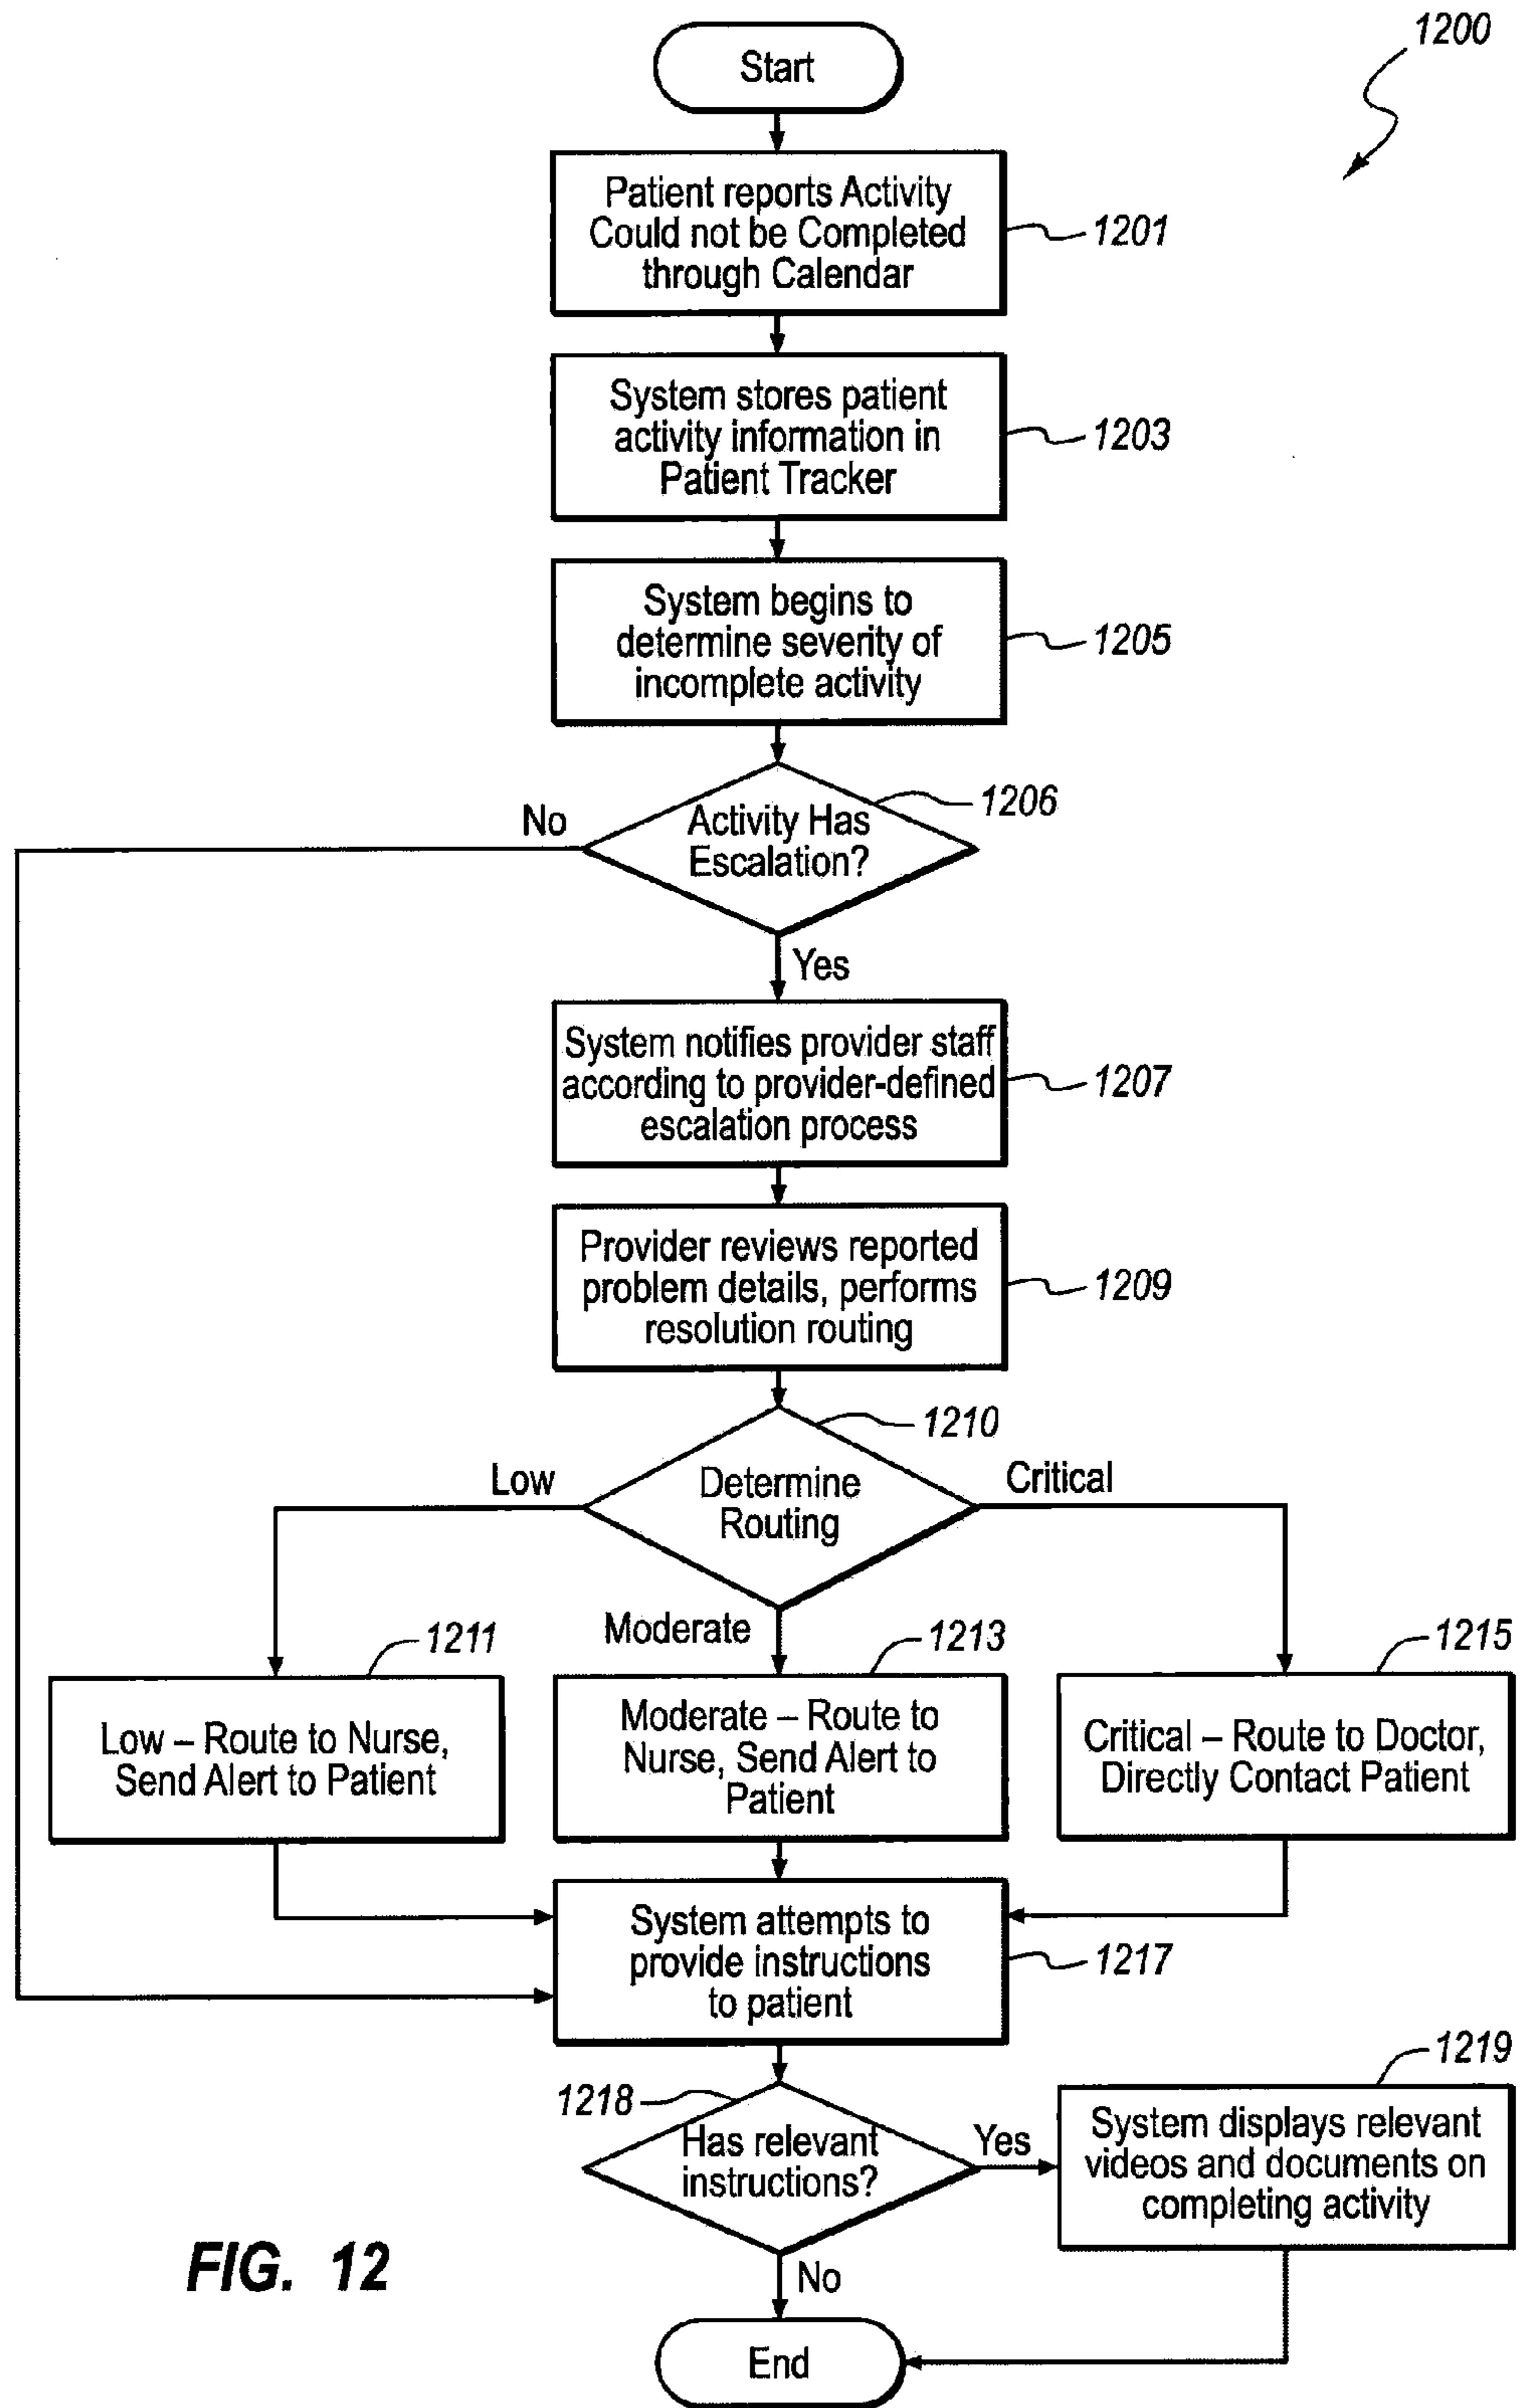 1200
Start
Patient reports Activity
Could not be Completed
through Calendar
1201
System stores patient
activity information in
Patient Tracker
1203
System begins to
determine severity of
incomplete activity
1205
1206
No
Activity Has
Escalation?
Yes
System notifies provider staff
according to provider-defined
escalation process
1207
Provider reviews reported
problem details, performs
resolution routing
1209
1210
Low
Determine
Routing
Critical
Moderate
1211
Low – Route to Nurse,
Send Alert to Patient
1213
Moderate – Route to
Nurse, Send Alert to
Patient
1215
Critical – Route to Doctor,
Directly Contact Patient
System attempts to
provide instructions
to patient
1217
1218
Has relevant
instructions?
Yes
1219
System displays relevant
videos and documents on
completing activity
No
End
FIG. 12